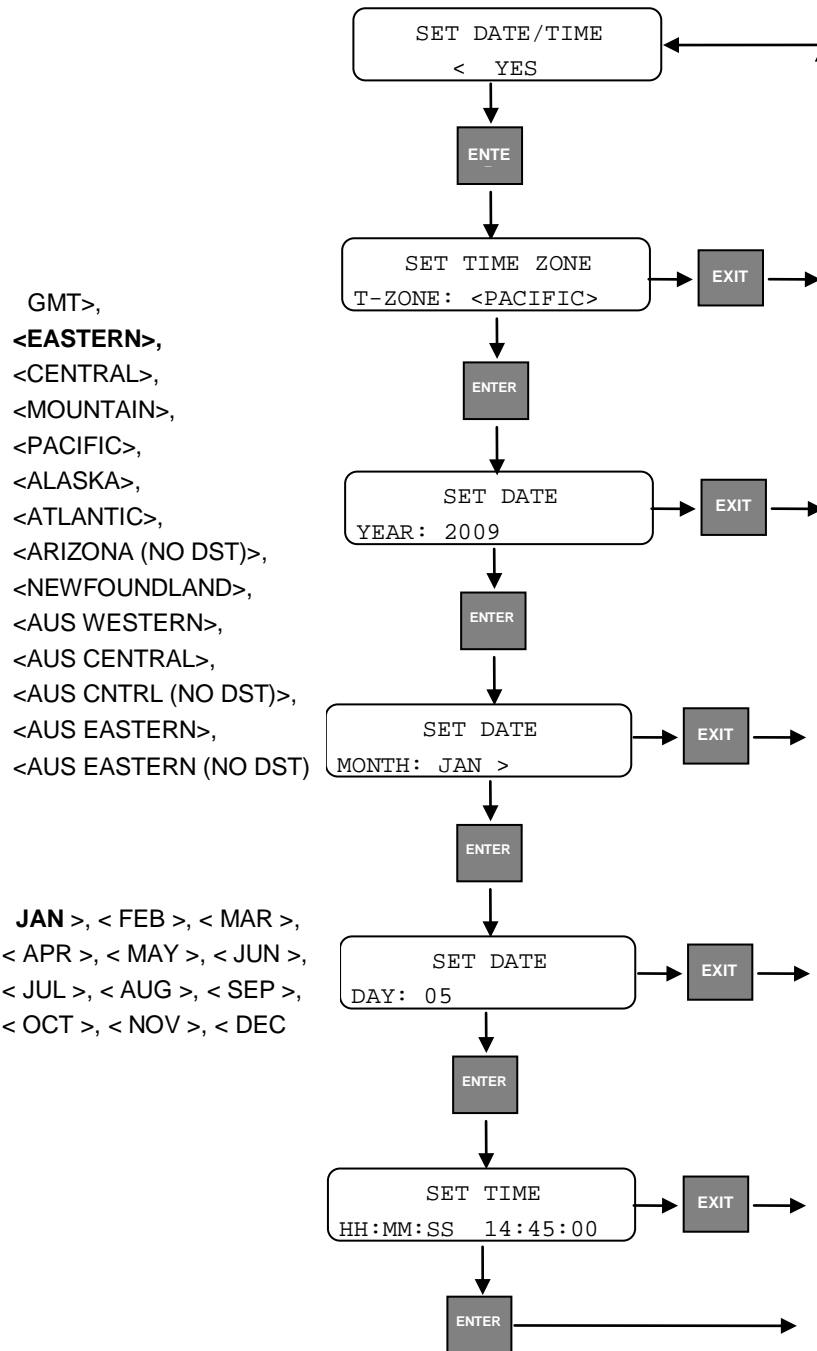 SET DATE/TIME
< YES
ENTE
SET TIME ZONE
T-ZONE: <PACIFIC>
EXIT
GMT>,
<EASTERN>,
<CENTRAL>,
<MOUNTAIN>,
<PACIFIC>,
<ALASKA>,
<ATLANTIC>,
<ARIZONA (NO DST)>,
<NEWFOUNDLAND>,
<AUS WESTERN>,
<AUS CENTRAL>,
<AUS CNTRL (NO DST)>,
<AUS EASTERN>,
<AUS EASTERN (NO DST)
ENTER
SET DATE
YEAR: 2009
EXIT
ENTER
SET DATE
MONTH: JAN >
EXIT
ENTER
JAN >, < FEB >, < MAR >,
< APR >, < MAY >, < JUN >,
< JUL >, < AUG >, < SEP >,
< OCT >, < NOV >, < DEC
SET DATE
DAY: 05
EXIT
ENTER
SET TIME
HH:MM:SS 14:45:00
EXIT
ENTER